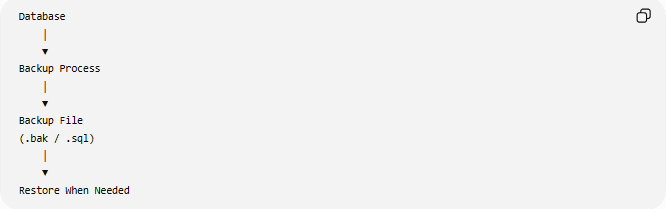 Database
│
▼
Backup Process
│
▼
Backup File
(.bak / .sql)
│
▼
Restore When Needed